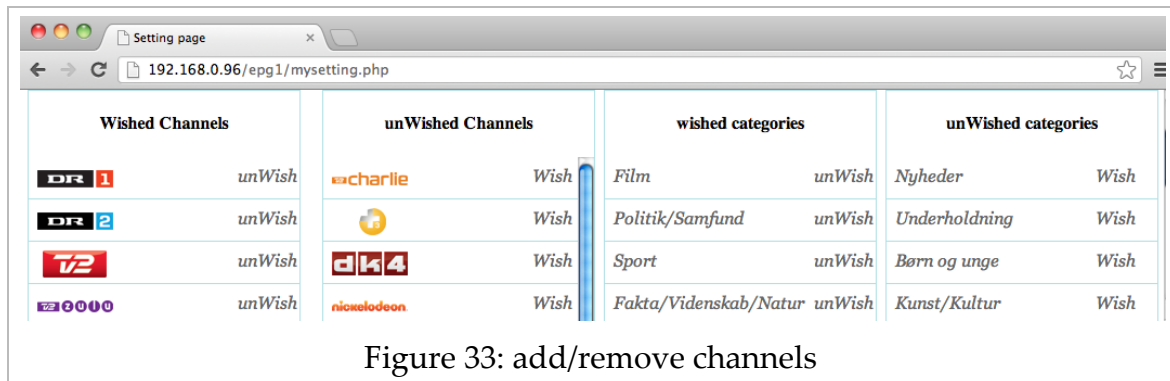 Setting page
192.168.0.96/epg1/mysetting.php
Wished Channels unWished Channels wished categories unWished categories
DR 1 unWish charlie Wish Film unWish Nyheder Wish
DR 2 unWish Wish Politik/Samfund unWish Underholdning Wish
TV2 unWish dk4 Wish Sport unWish Børn og unge Wish
TV2 ZULU unWish nickelodeon Wish Fakta/Videnskab/Natur unWish Kunst/Kultur Wish
Figure 33: add/remove channels